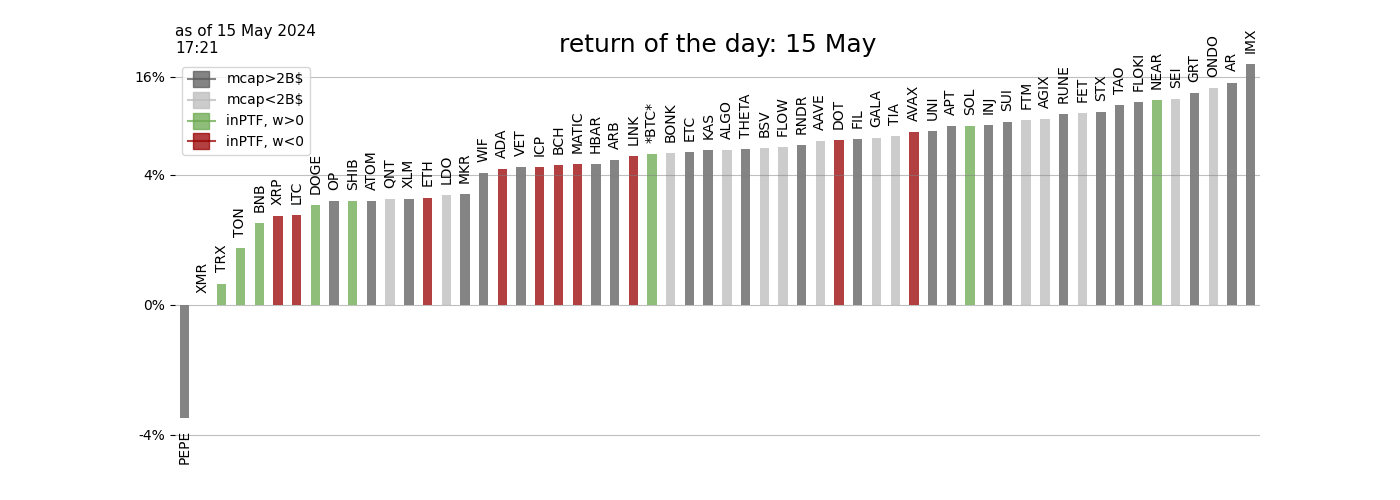 as of 15 May 2024
17:21
return of the day: 15 May
mcap>2B$
mcap<2B$
inPTF, w>0
inPTF, w<0
16%
4%
0%
-4%
PEPE
XMR
TRX
TON
BNB
XRP
LTC
DOGE
OP
SHIB
ATOM
QNT
XLM
ETH
LDO
MKR
WIF
ADA
VET
ICP
BCH
MATIC
HBAR
ARB
LINK
*BTC*
BONK
ETC
KAS
ALGO
THETA
BSV
FLOW
RNDR
AAVE
DOT
FIL
GALA
TIA
AVAX
UNI
APT
SOL
INJ
SUI
FTM
AGIX
RUNE
FET
STX
TAO
FLOKI
NEAR
SEI
GRT
ONDO
AR
IMX